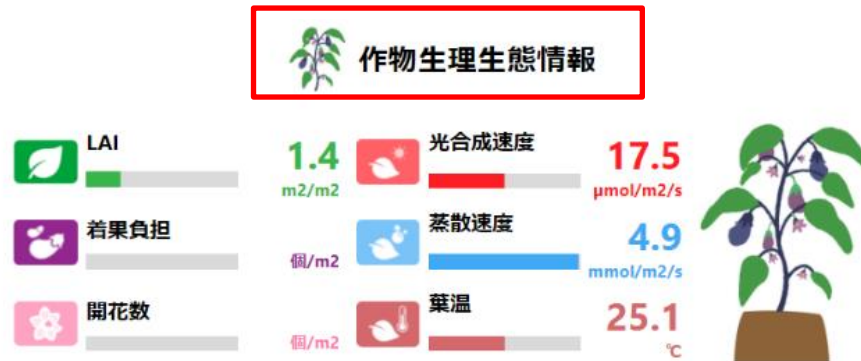 作物生理生態情報
LAI
1.4
m2/m2
光合成速度
17.5
μmol/m2/s
着果負担
個/m2
蒸散速度
4.9
mmol/m2/s
開花数
個/m2
葉温
25.1
℃